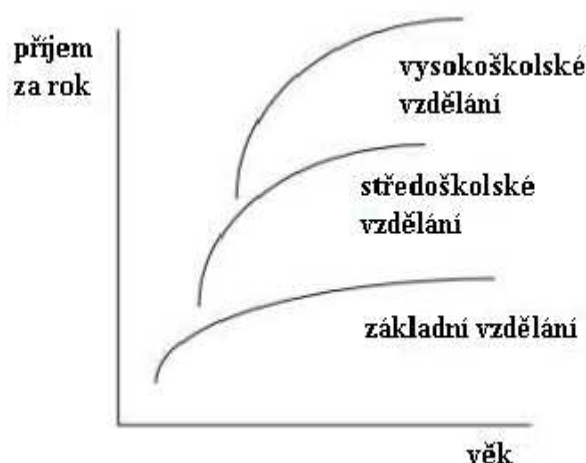 příjem
za rok
vysokoškolské
vzdělání
středoškolské
vzdělání
základní vzdělání
věk